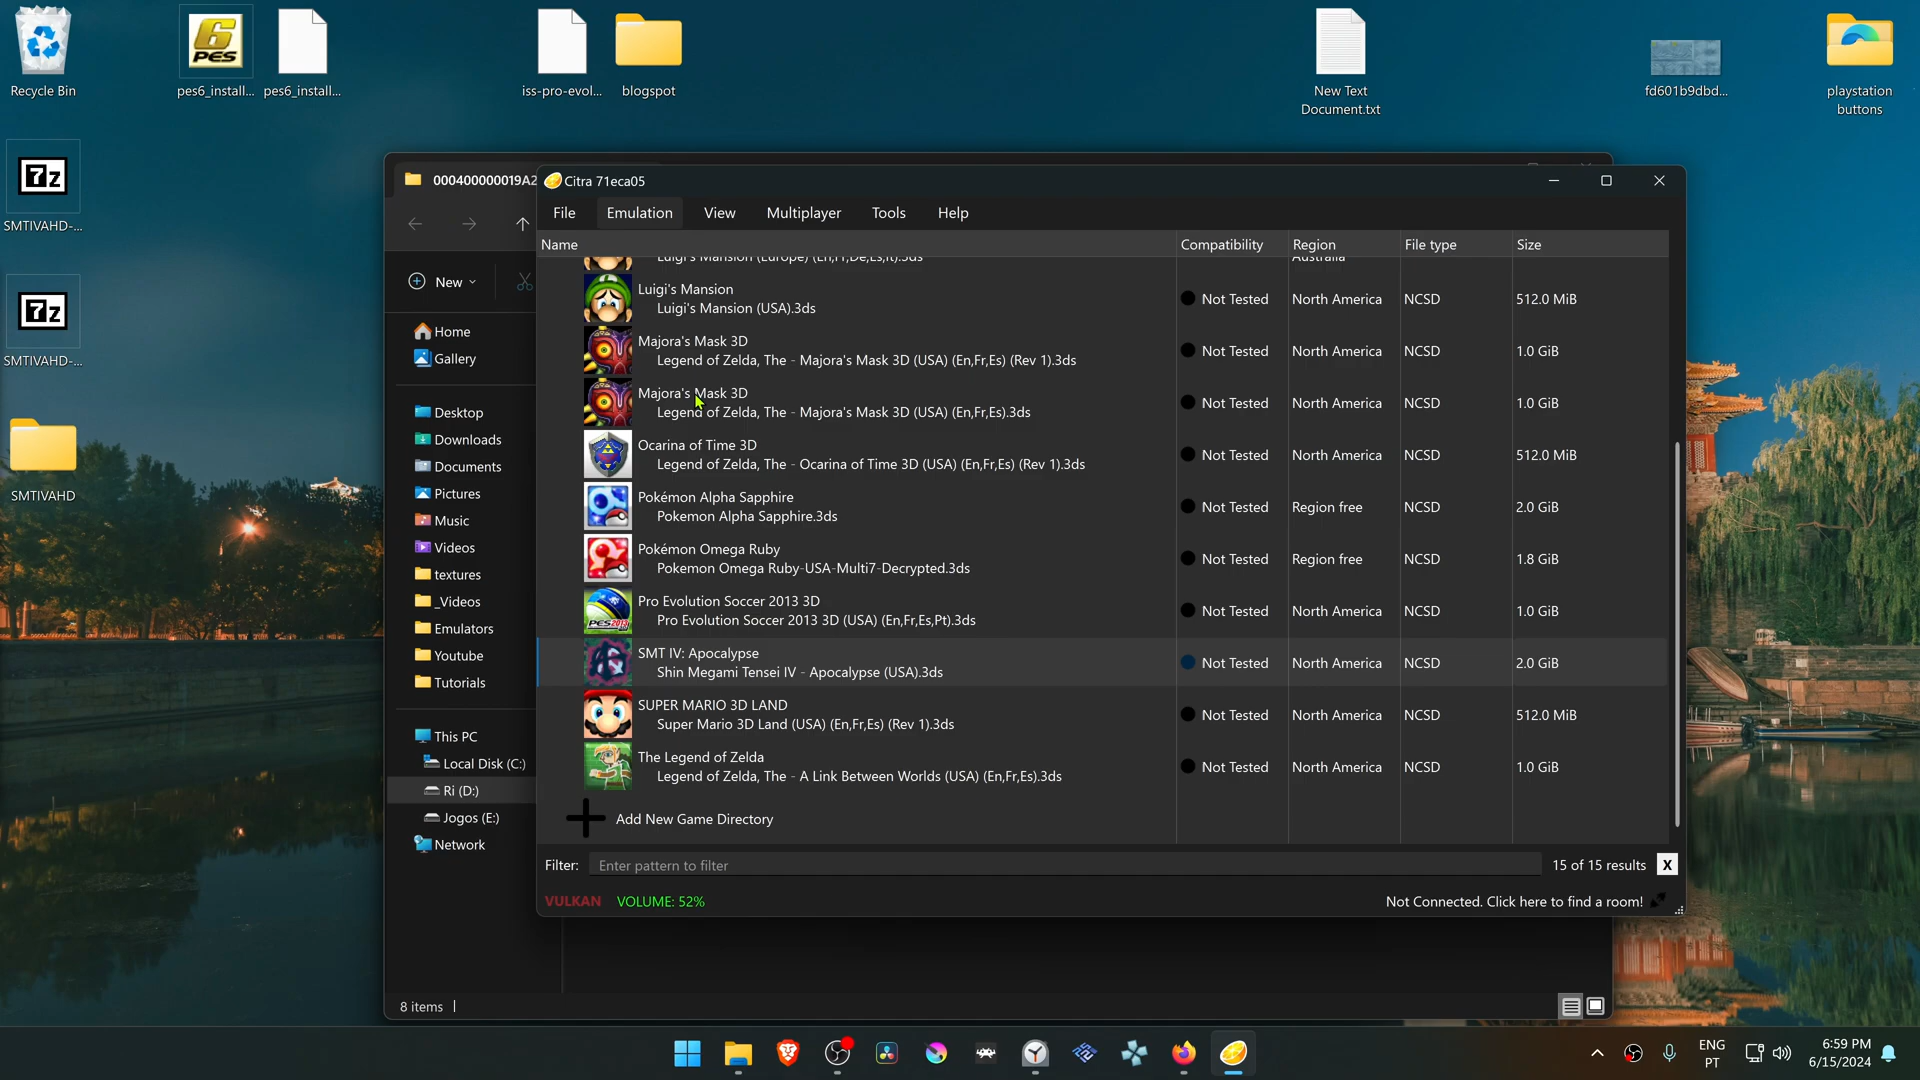 Recycle Bin
pes6_install...
pes6_install...
iss-pro-evol...
blogspot
New Text
Document.txt
fd601b9dbd...
playstation
buttons
SMTIVAHD-...
SMTIVAHD-...
SMTIVAHD
000400000019A2
Citra 71eca05
File
Emulation
View
Multiplayer
Tools
Help
Name
Compatibility
Region
File type
Size
New
Home
Gallery
Desktop
Downloads
Documents
Pictures
Music
Videos
textures
_Videos
Emulators
Youtube
Tutorials
This PC
Local Disk (C:)
Ri (D:)
Jogos (E:)
Network
8 items
Luigi's Mansion (Europe) (En,Fr,De,Es,It).3ds
Australia
Luigi's Mansion
Luigi's Mansion (USA).3ds
Not Tested North America NCSD 512.0 MiB
Majora's Mask 3D
Legend of Zelda, The - Majora's Mask 3D (USA) (En,Fr,Es) (Rev 1).3ds
Not Tested North America NCSD 1.0 GiB
Majora's Mask 3D
Legend of Zelda, The - Majora's Mask 3D (USA) (En,Fr,Es).3ds
Not Tested North America NCSD 1.0 GiB
Ocarina of Time 3D
Legend of Zelda, The - Ocarina of Time 3D (USA) (En,Fr,Es) (Rev 1).3ds
Not Tested North America NCSD 512.0 MiB
Pokémon Alpha Sapphire
Pokemon Alpha Sapphire.3ds
Not Tested Region free NCSD 2.0 GiB
Pokémon Omega Ruby
Pokemon Omega Ruby-USA-Multi7-Decrypted.3ds
Not Tested Region free NCSD 1.8 GiB
Pro Evolution Soccer 2013 3D
Pro Evolution Soccer 2013 3D (USA) (En,Fr,Es,Pt).3ds
Not Tested North America NCSD 1.0 GiB
SMT IV: Apocalypse
Shin Megami Tensei IV - Apocalypse (USA).3ds
Not Tested North America NCSD 2.0 GiB
SUPER MARIO 3D LAND
Super Mario 3D Land (USA) (En,Fr,Es) (Rev 1).3ds
Not Tested North America NCSD 512.0 MiB
The Legend of Zelda
Legend of Zelda, The - A Link Between Worlds (USA) (En,Fr,Es).3ds
Not Tested North America NCSD 1.0 GiB
Add New Game Directory
Filter:
Enter pattern to filter
15 of 15 results
X
VULKAN
VOLUME: 52%
Not Connected. Click here to find a room!
ENG
PT
6:59 PM
6/15/2024